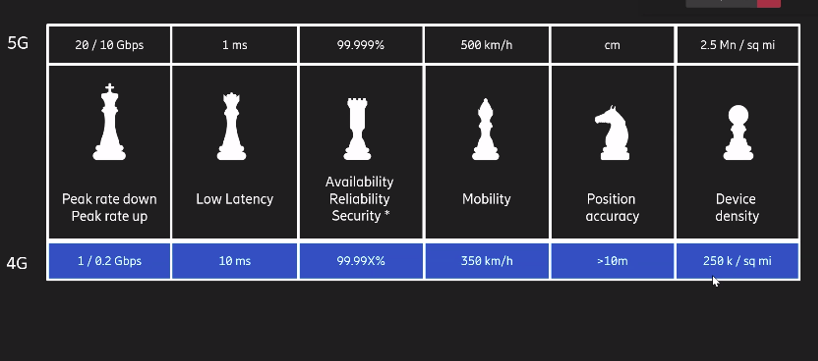 5G
20 / 10 Gbps
1 ms
99.999%
500 km/h
cm
2.5 Mn / sq mi
Peak rate down
Peak rate up
Low Latency
Availability
Reliability
Security *
Mobility
Position
accuracy
Device
density
4G
1 / 0.2 Gbps
10 ms
99.99X%
350 km/h
>10m
250 k / sq mi